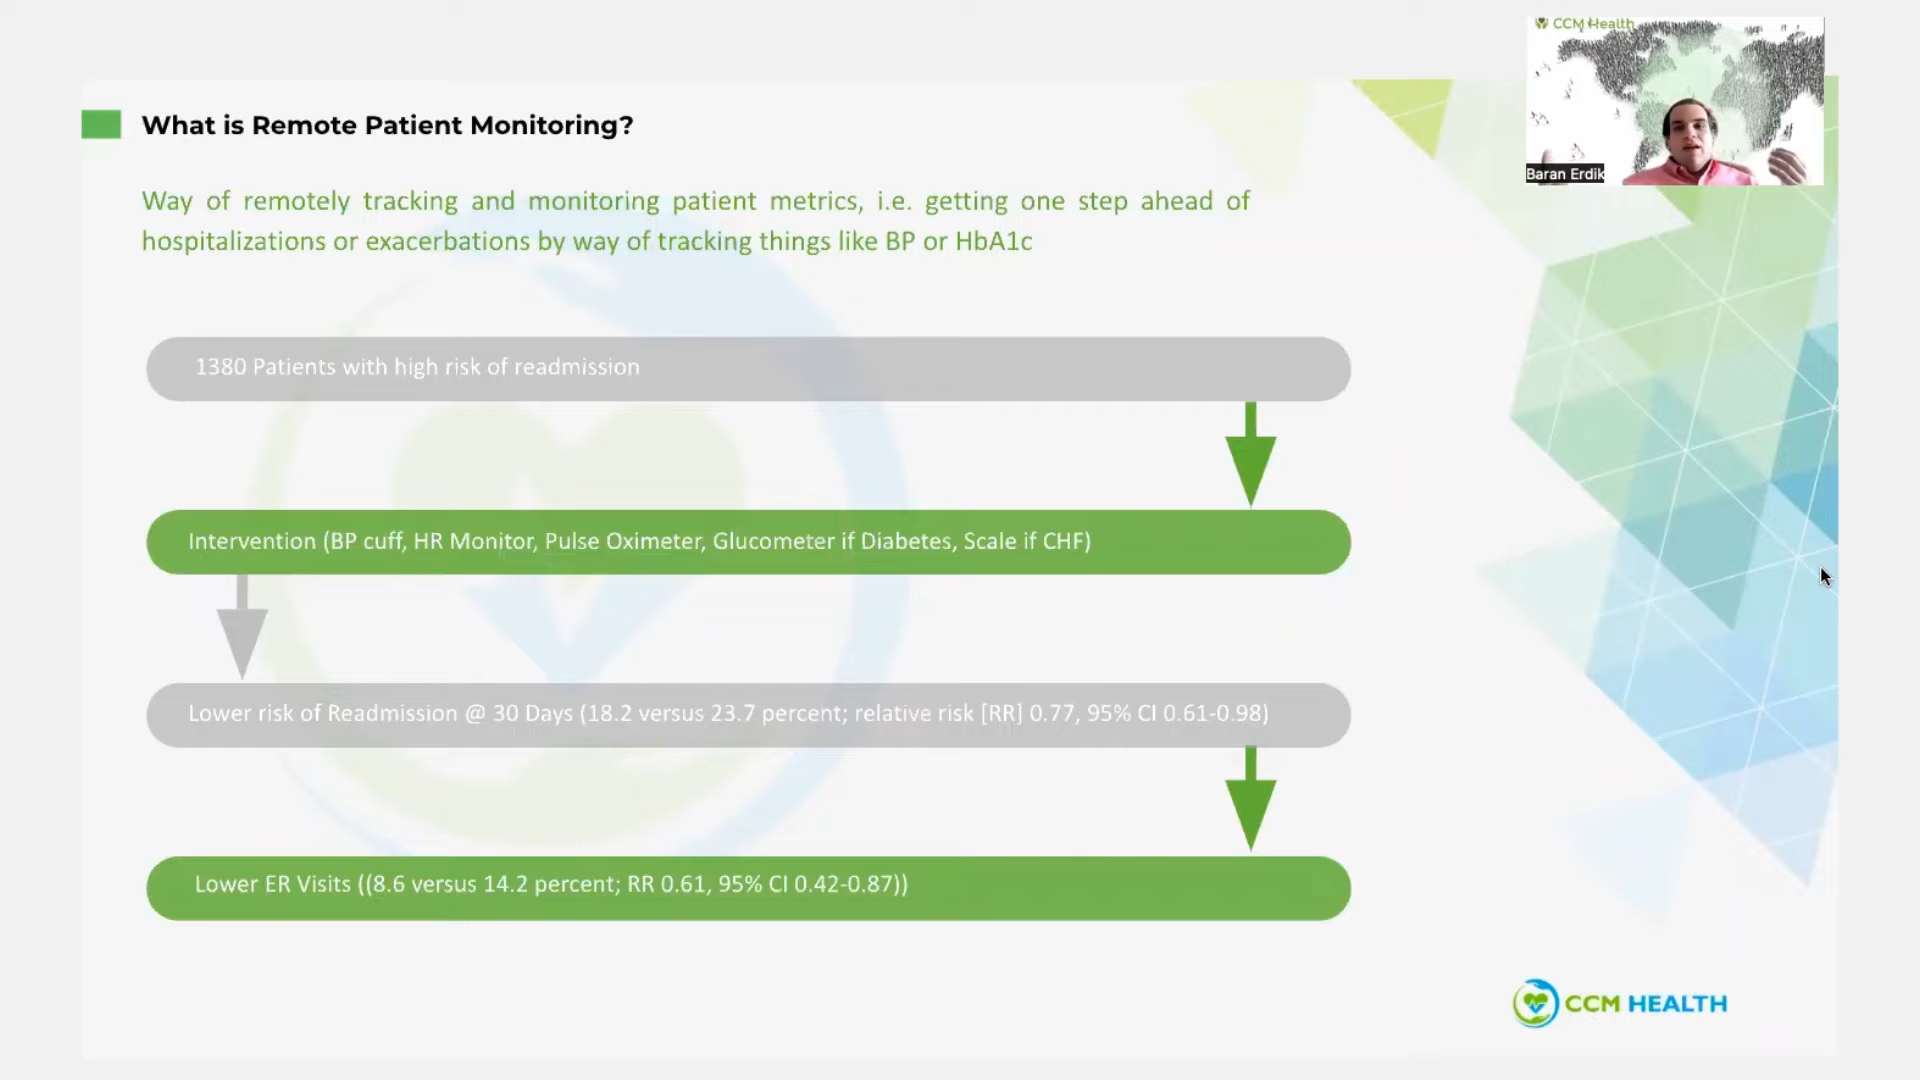 CCM Health
Baran Erdik
What is Remote Patient Monitoring?
Way of remotely tracking and monitoring patient metrics, i.e. getting one step ahead of
hospitalizations or exacerbations by way of tracking things like BP or HbA1c
1380 Patients with high risk of readmission
Intervention (BP cuff, HR Monitor, Pulse Oximeter, Glucometer if Diabetes, Scale if CHF)
Lower risk of Readmission @ 30 Days (18.2 versus 23.7 percent; relative risk [RR] 0.77, 95% CI 0.61-0.98)
Lower ER Visits ((8.6 versus 14.2 percent; RR 0.61, 95% CI 0.42-0.87))
CCM HEALTH